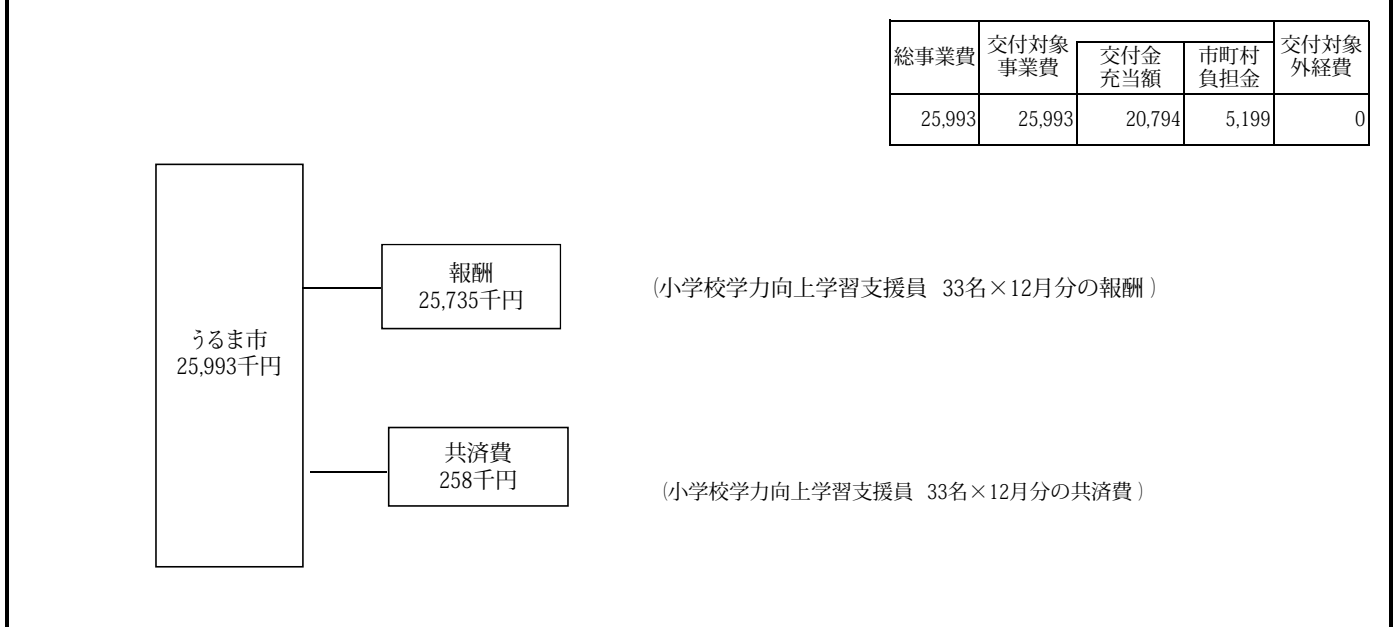 総事業費
交付対象
事業費
交付金
充当額
市町村
負担金
交付対象
外経費
25,993
25,993
20,794
5,199
0
うるま市
25,993千円
報酬
25,735千円
(小学校学力向上学習支援員 33名×12月分の報酬)
共済費
258千円
(小学校学力向上学習支援員 33名×12月分の共済費)